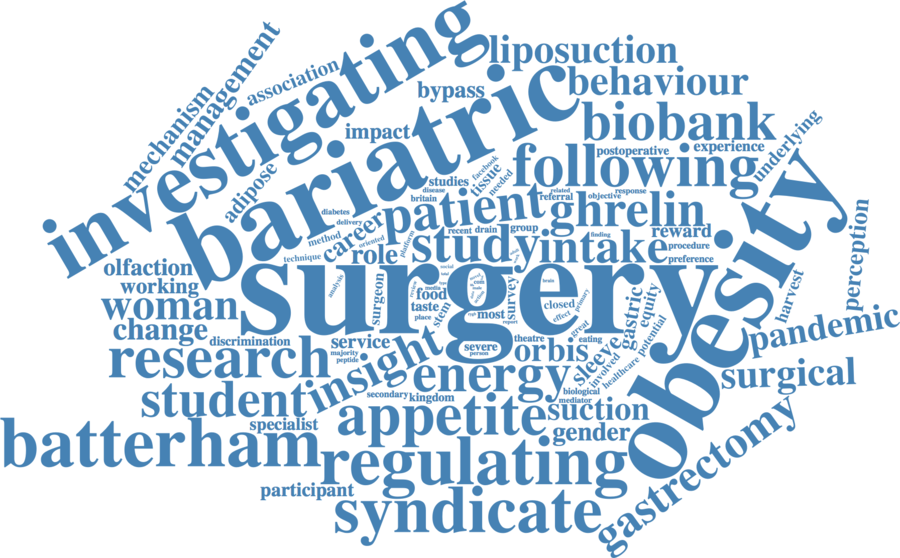 investigating
liposuction
association
management
mechanism
bypass
behaviour
impact
bariatric
biobank
underlying
postoperative
experience
following
adipose
studies
facebook
tissue
needed
disease
britain
related
objective
response
referral
patient
ghrelin
diabetes
delivery
career
recent drain
group
finding
reward
method
oriented
platform
study
intake
procedure
technique
role
preference
perception
obesity
olfaction
working
surgery
analysis
surgeon
social
food
media
com
survey
brain
closed
primary
gastric
equity
harvest
woman
taste
place
stem
most
effect
report
great
potential
change
discrimination
service
theatre
eating
pandemic
research
majority
peptide
insight
severe
person
orbis
sleeve
involved
healthcare
surgical
energy
biological
mediator
student
secondary
kingdom
appetite
suction
specialist
gender
batterham
regulating
gastrectomy
participant
syndicate